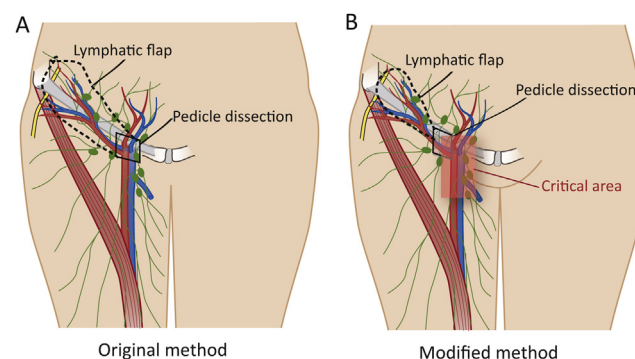 A
Lymphatic flap
Pedicle dissection
Original method
B
Lymphatic flap
Pedicle dissection
Critical area
Modified method